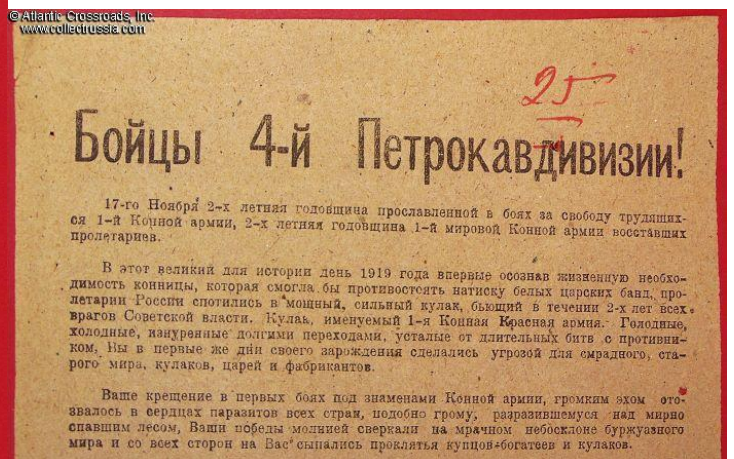 © Atlantic Crossroads, Inc.
www.collectrussia.com
25
Бойцы 4-й Петрокавдивизии!
17-го Ноября 2-х летняя годовщина прославленной в боях за свободу трудящих-
ся 1-й Конной армии, 2-х летняя годовщина 1-й мировой Конной армии восставших
пролетариев.
В этот великий для истории день 1919 года впервые осознав жизненную необхо-
димость конницы, которая смогла бы противостоять натиску белых царских банд, про-
летарии России спотились в мощный, сильный кулак, бьющий в течении 2-х лет всех
врагов Советской власти. Кулак, именуемый 1-я Конная Красная армия. Голодные,
холодные, изнуренные долгими переходами, усталые от длительных битв с противни-
ком, Вы в первые же дни своего зарождения сделались угрозой для смрадного, ста-
рого мира, кулаков, царей и фабрикантов.
Ваше крещение в первых боях под знаменами Конной армии, громким эхом ото-
звалось в сердцах паразитов всех стран, подобно грому, разразившемуся над мирно
спавшим лесом, Ваши победы молнией сверкали на мрачном небосклоне буржуазного
мира и со всех сторон на Вас сыпались проклятья купцов-богатеев и кулаков.